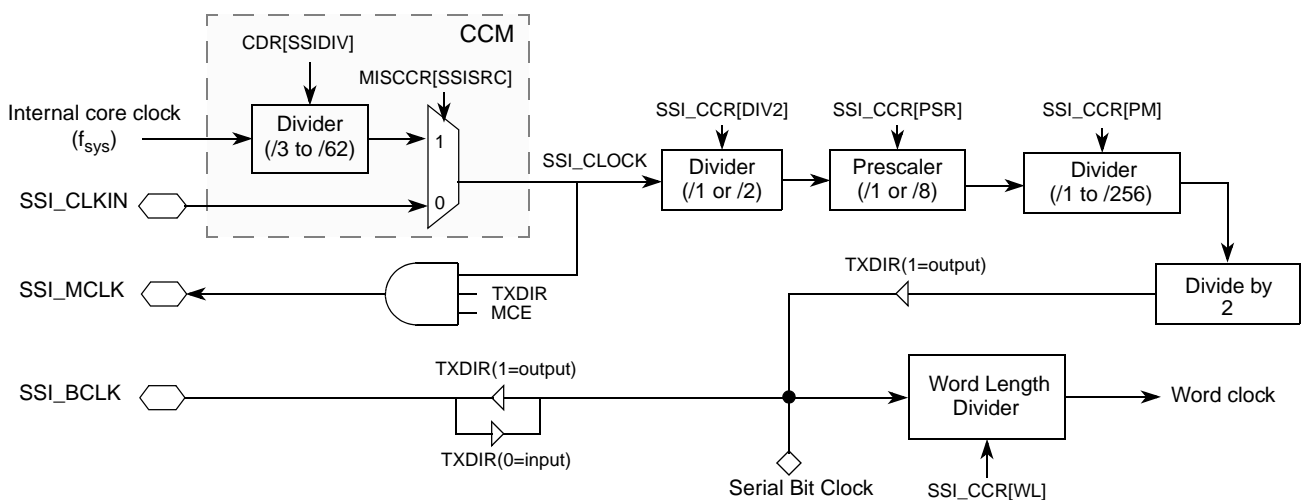 CCM
CDR[SSIDIV]
MISCCR[SSISRC]
Internal core clock
(fsys)
Divider
(/3 to /62)
1
0
SSI_CLKIN
SSI_CLOCK
SSI_CCR[DIV2]
Divider
(/1 or /2)
SSI_CCR[PSR]
Prescaler
(/1 or /8)
SSI_CCR[PM]
Divider
(/1 to /256)
SSI_MCLK
TXDIR
MCE
TXDIR(1=output)
Divide by
2
SSI_BCLK
TXDIR(1=output)
TXDIR(0=input)
Word Length
Divider
Word clock
Serial Bit Clock
SSI_CCR[WL]